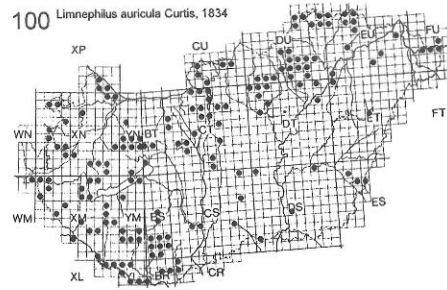 100 Limnephilus auricula Curtis, 1834
XP
CU
DU
EU
FU
WN
XN
YN
BT
CT
DT
ET
FT
WM
XM
YM
BS
CS
DS
ES
XL
YL
BR
CR